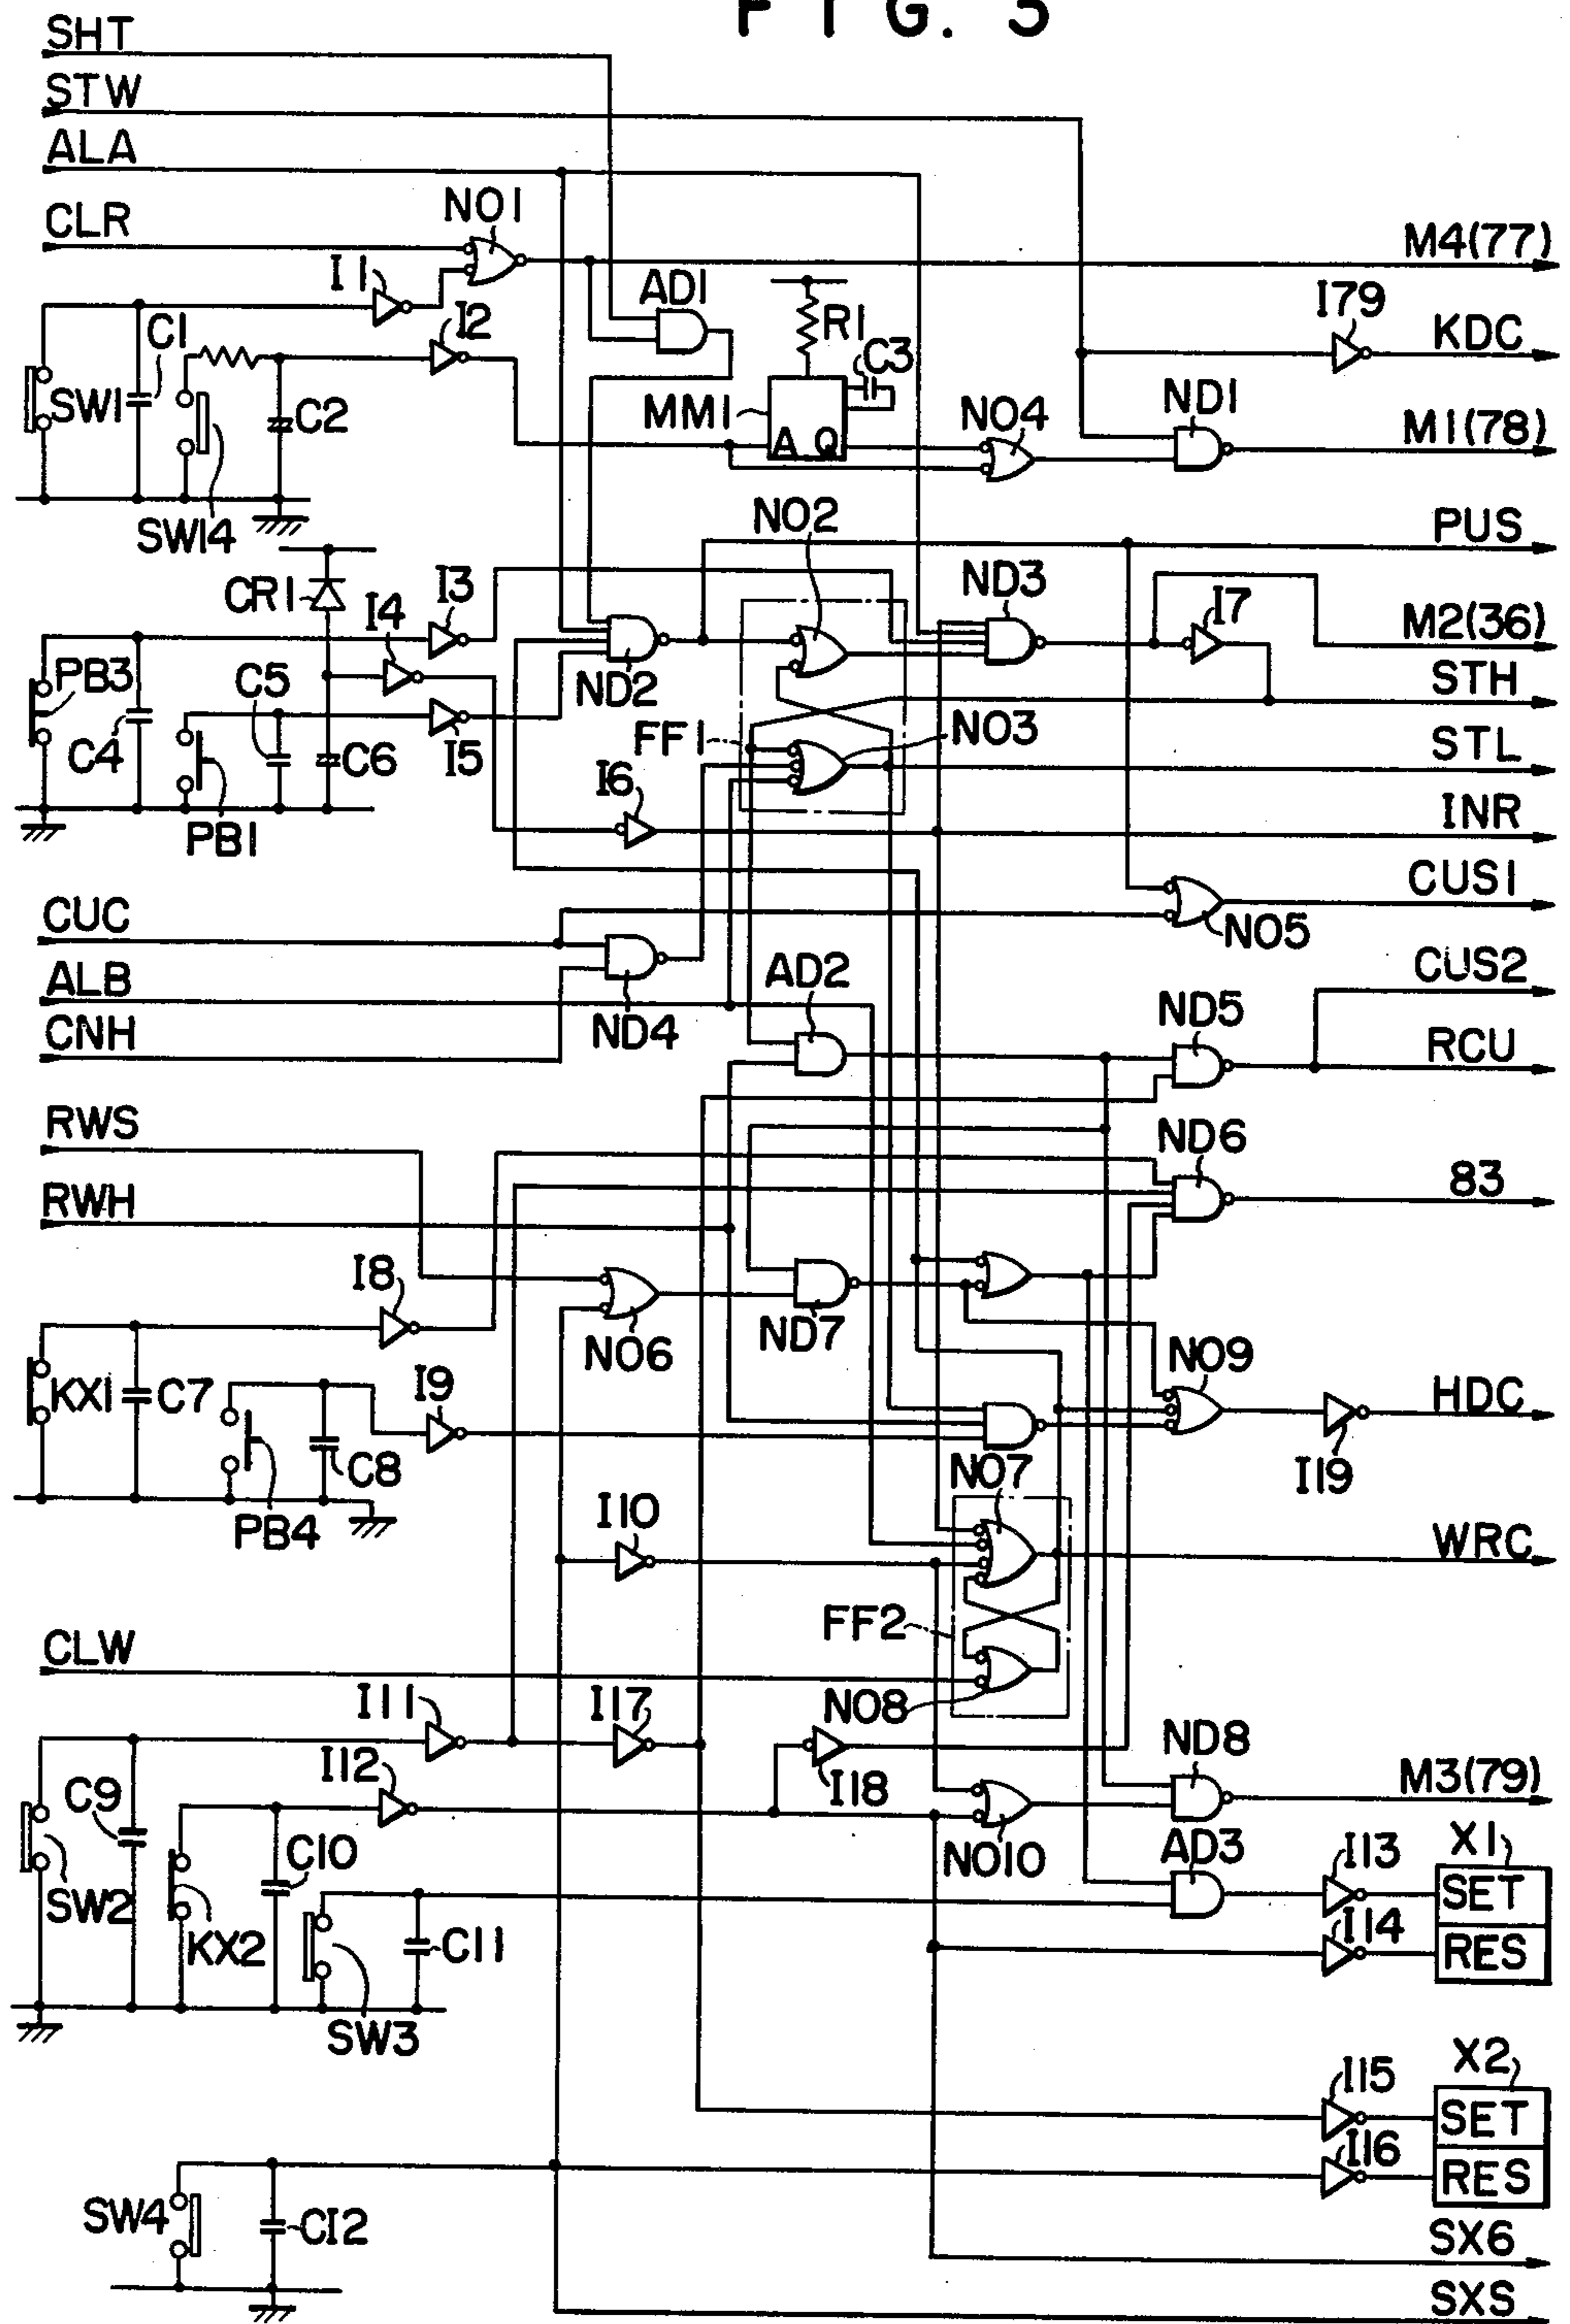 FIG. 5
SHT
STW
ALA
CLR
NO1
M4(77)
I1
I2
AD1
R1
I79
KDC
C1
C3
SW1
C2
MM1
A Q
NO4
ND1
M1(78)
SW14
NO2
PUS
CR1
I4
I3
ND3
I7
M2(36)
PB3
C5
ND2
STH
C4
C6
I5
FF1
NO3
STL
PB1
I6
INR
CUS1
CUC
NO5
ALB
AD2
CUS2
CNH
ND4
ND5
RCU
RWS
ND6
RWH
83
I8
NO6
ND7
NO9
KX1
C7
I9
HDC
C8
NO7
I19
PB4
I10
WRC
FF2
CLW
I11
I17
NO8
ND8
I12
I18
M3(79)
C9
C10
NO10
AD3
I13
X1
SW2
SET
KX2
C11
I14
RES
SW3
I15
X2
SET
I16
RES
SW4
C12
SX6
SXS